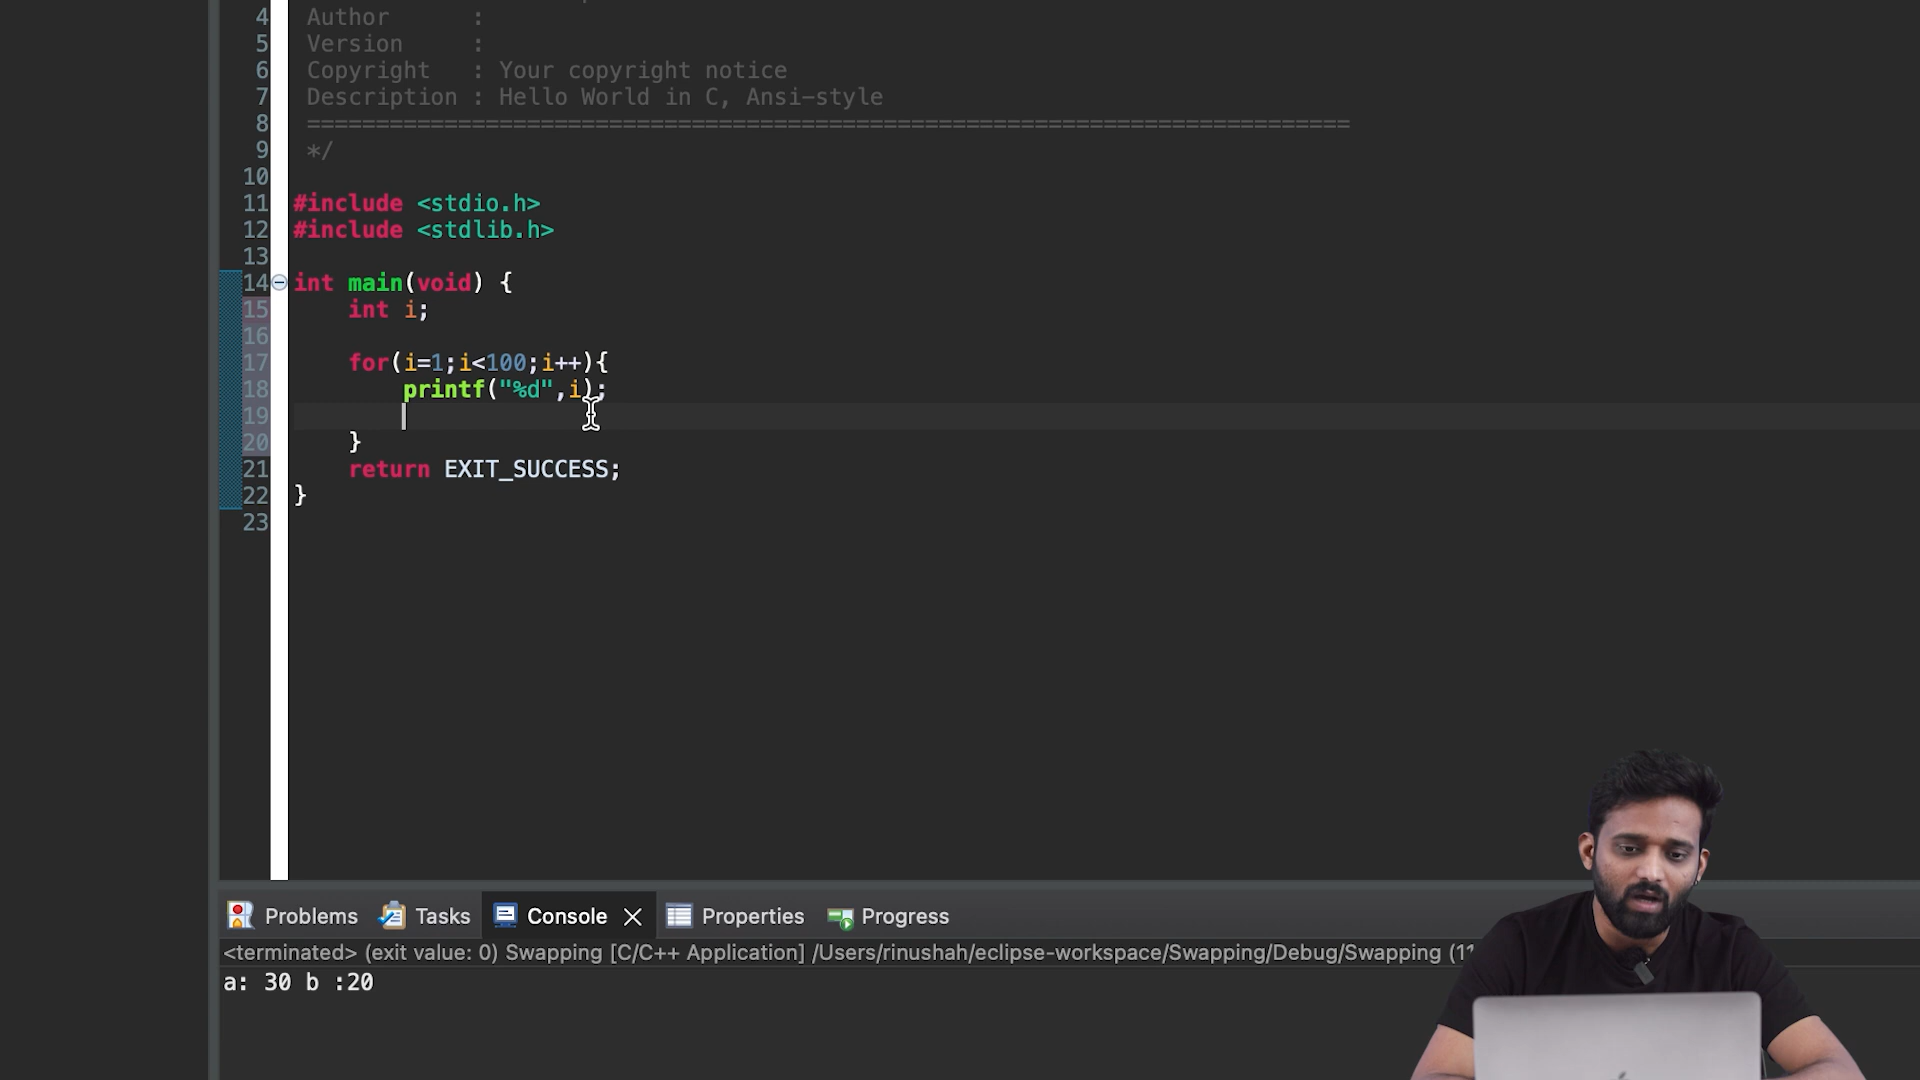 4 Author :
5 Version :
6 Copyright : Your copyright notice
7 Description : Hello World in C, Ansi-style
8 ============================================================================
9 */
10
11 #include <stdio.h>
12 #include <stdlib.h>
13
14 int main(void) {
15 int i;
16
17 for(i=1;i<100;i++){
18 printf("%d",i);
19
20 }
21 return EXIT_SUCCESS;
22 }
23
Problems Tasks Console Properties Progress
<terminated> (exit value: 0) Swapping [C/C++ Application] /Users/rinushah/eclipse-workspace/Swapping/Debug/Swapping (11
a: 30 b :20